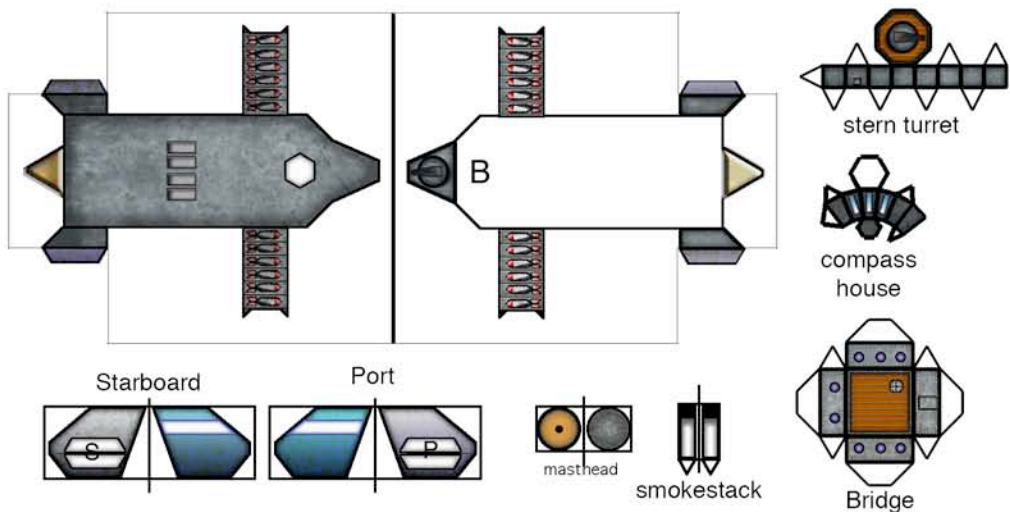 B
stern turret
compass
house
Bridge
Starboard
Port
S
P
masthead
smokestack